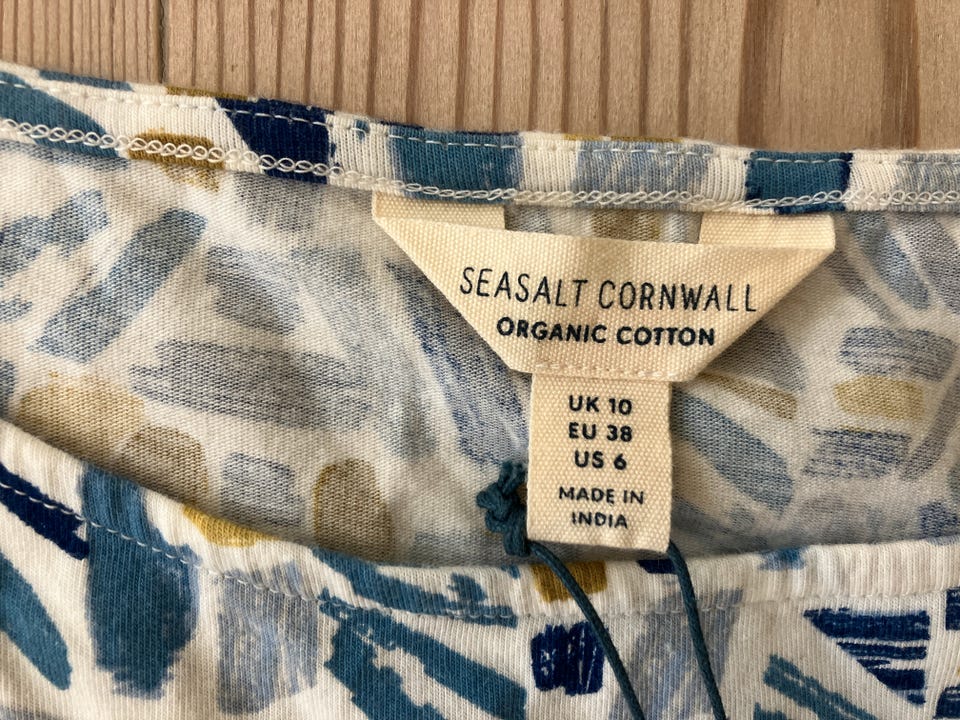 SEASALT CORNWALL
ORGANIC COTTON
UK 10
EU 38
US 6
MADE IN
INDIA